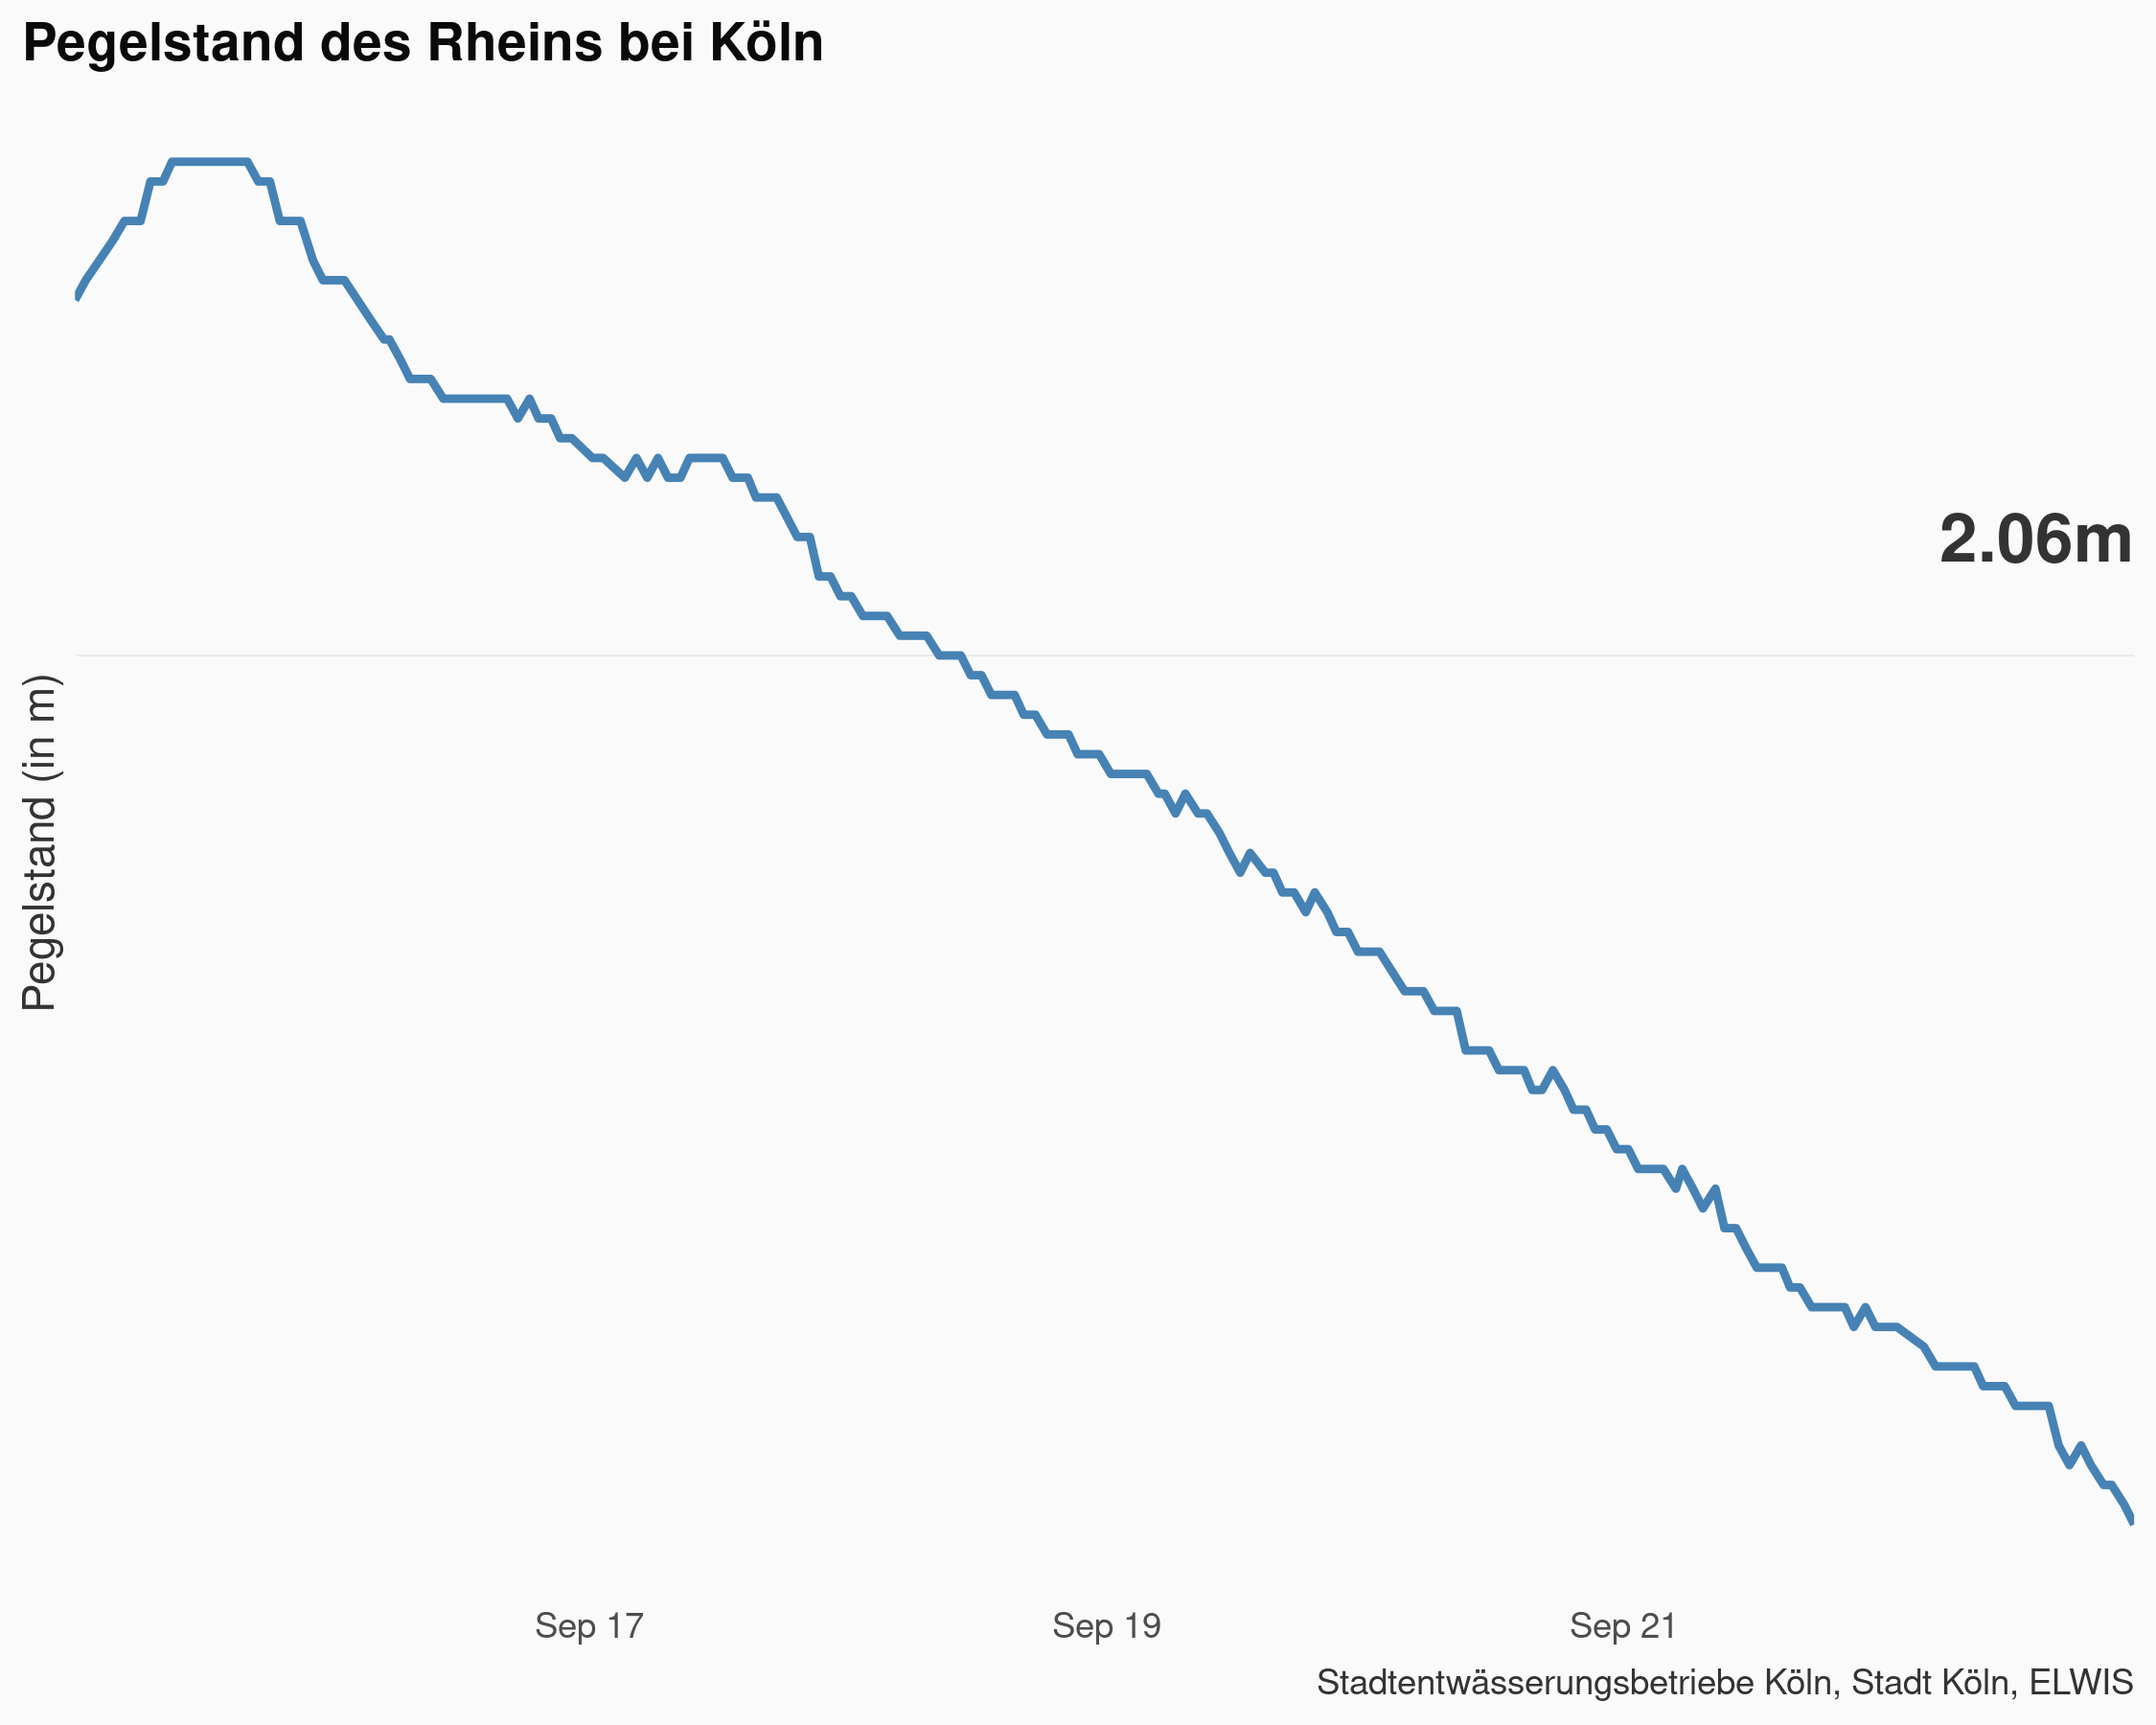 Pegelstand des Rheins bei Köln
2.06m
Pegelstand (in m)
Sep 17
Sep 19
Sep 21
Stadtentwässerungsbetriebe Köln, Stadt Köln, ELWIS